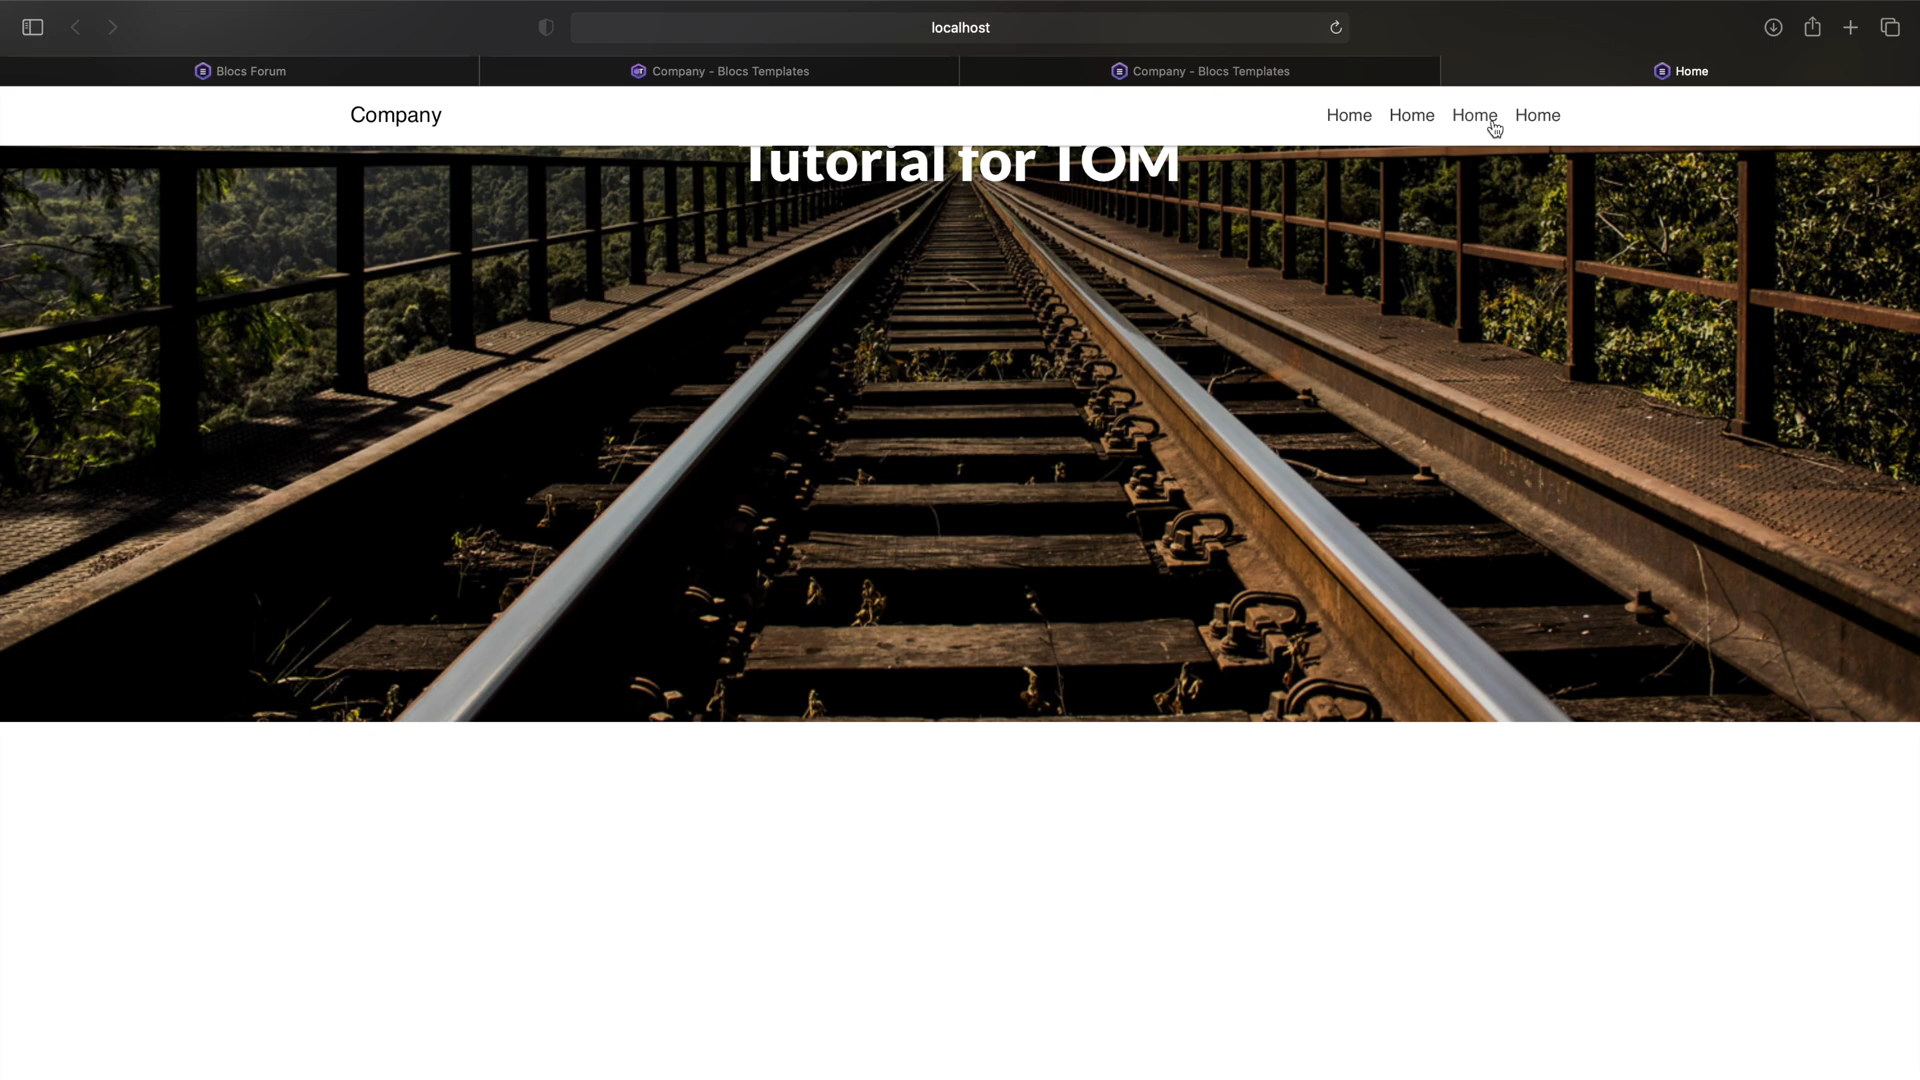 localhost
Blocs Forum
Company - Blocs Templates
Company - Blocs Templates
Home
Company
Home Home Home Home
Tutorial for TOM